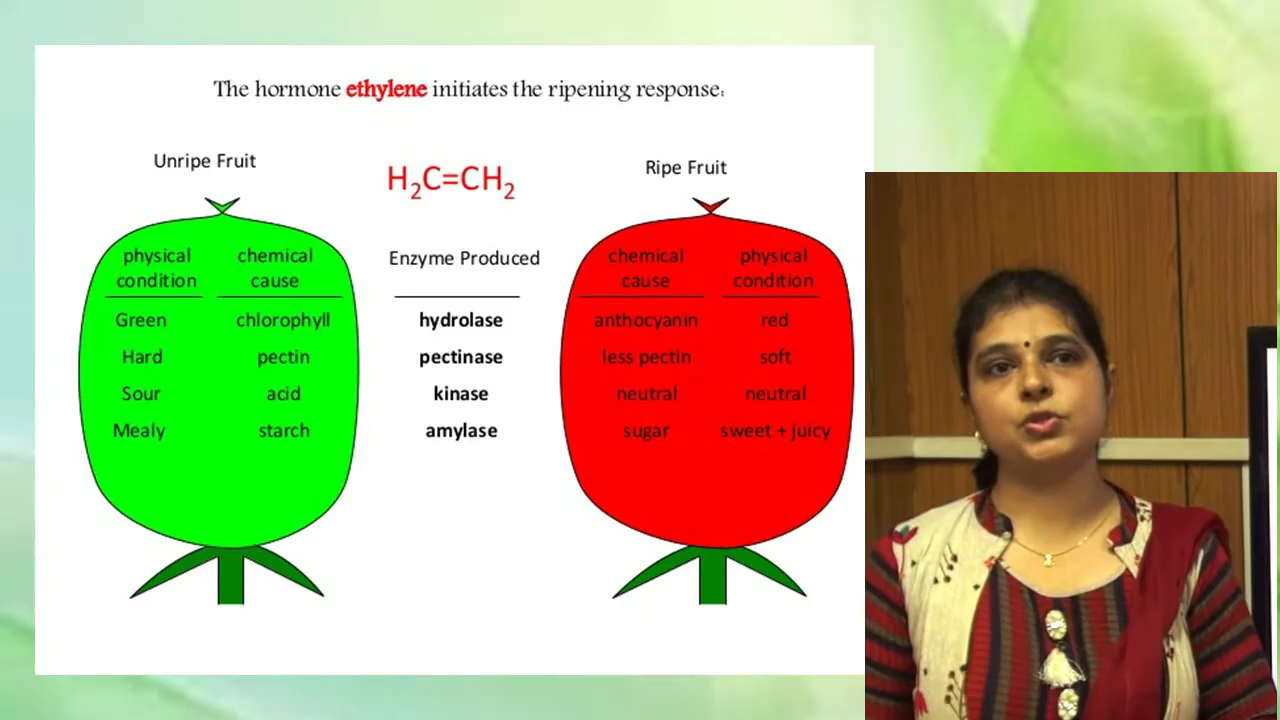 The hormone ethylene initiates the ripening response:
Unripe Fruit
H2C=CH2
Ripe Fruit
physical condition
chemical cause
Enzyme Produced
chemical cause
physical condition
Green chlorophyll hydrolase anthocyanin red
Hard pectin pectinase less pectin soft
Sour acid kinase neutral neutral
Mealy starch amylase sugar sweet + juicy